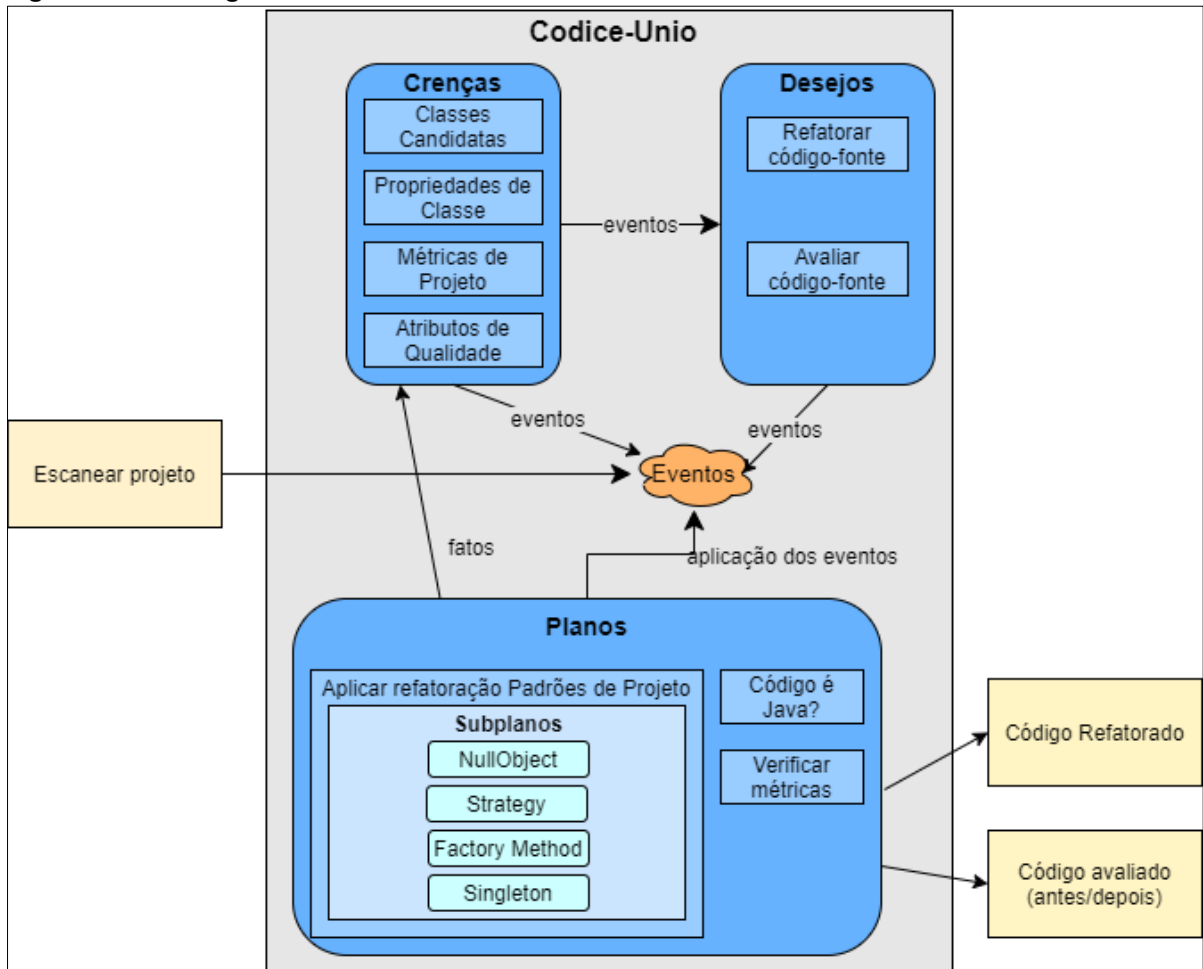 Codice-Unio
Crenças
Classes
Candidatas
Propriedades de
Classe
Métricas de
Projeto
Atributos de
Qualidade
Desejos
Refatorar
código-fonte
Avaliar
código-fonte
eventos
eventos
eventos
Escanear projeto
Eventos
fatos
aplicação dos eventos
Planos
Aplicar refatoração Padrões de Projeto
Subplanos
NullObject
Strategy
Factory Method
Singleton
Código é
Java?
Verificar
métricas
Código Refatorado
Código avaliado
(antes/depois)